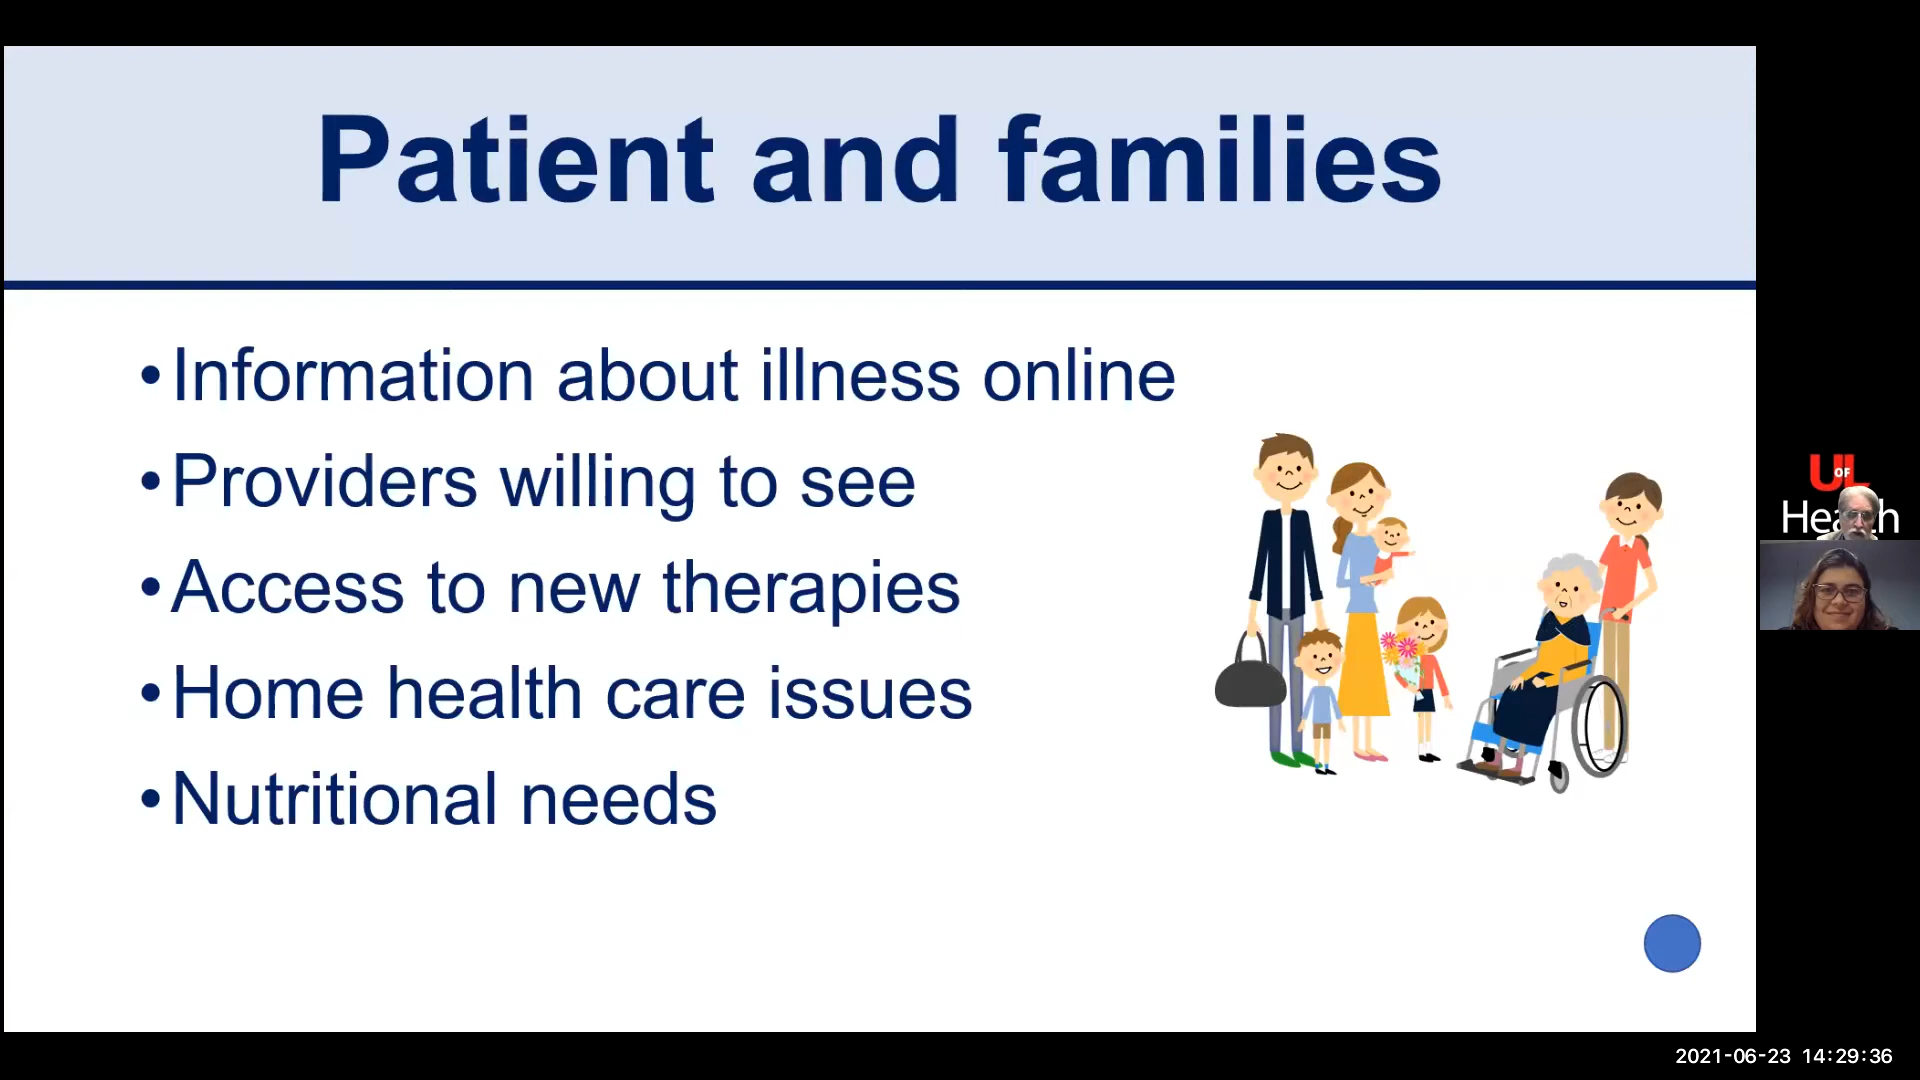 Patient and families
•Information about illness online
•Providers willing to see
•Access to new therapies
•Home health care issues
•Nutritional needs
UL
OF
Health
2021-06-23 14:29:36